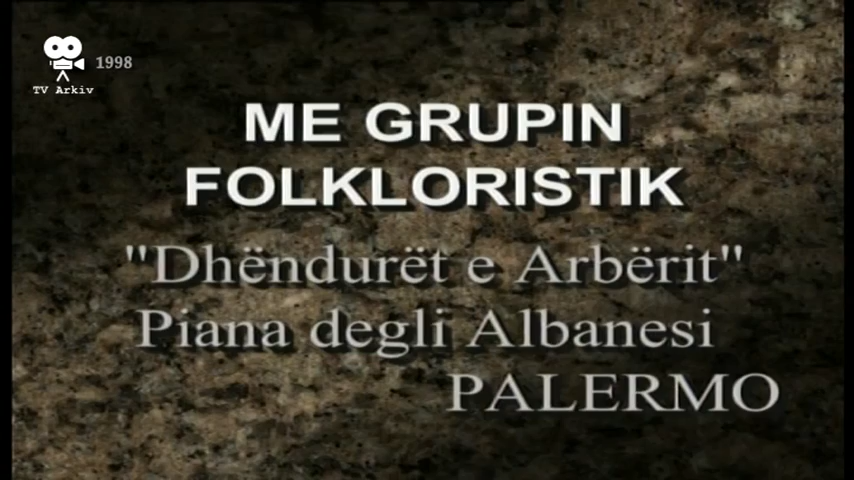 1998
TV Arkiv
ME GRUPIN
FOLKLORISTIK
"Dhëndurët e Arbërit"
Piana degli Albanesi
PALERMO